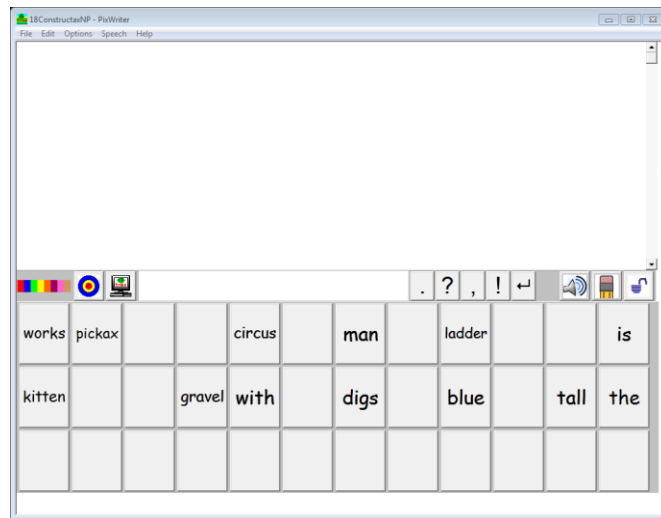 18ConstructaxNP - PixWriter
File Edit Options Speech Help
. ? , ! ↵
works pickax circus man ladder is
kitten gravel with digs blue tall the